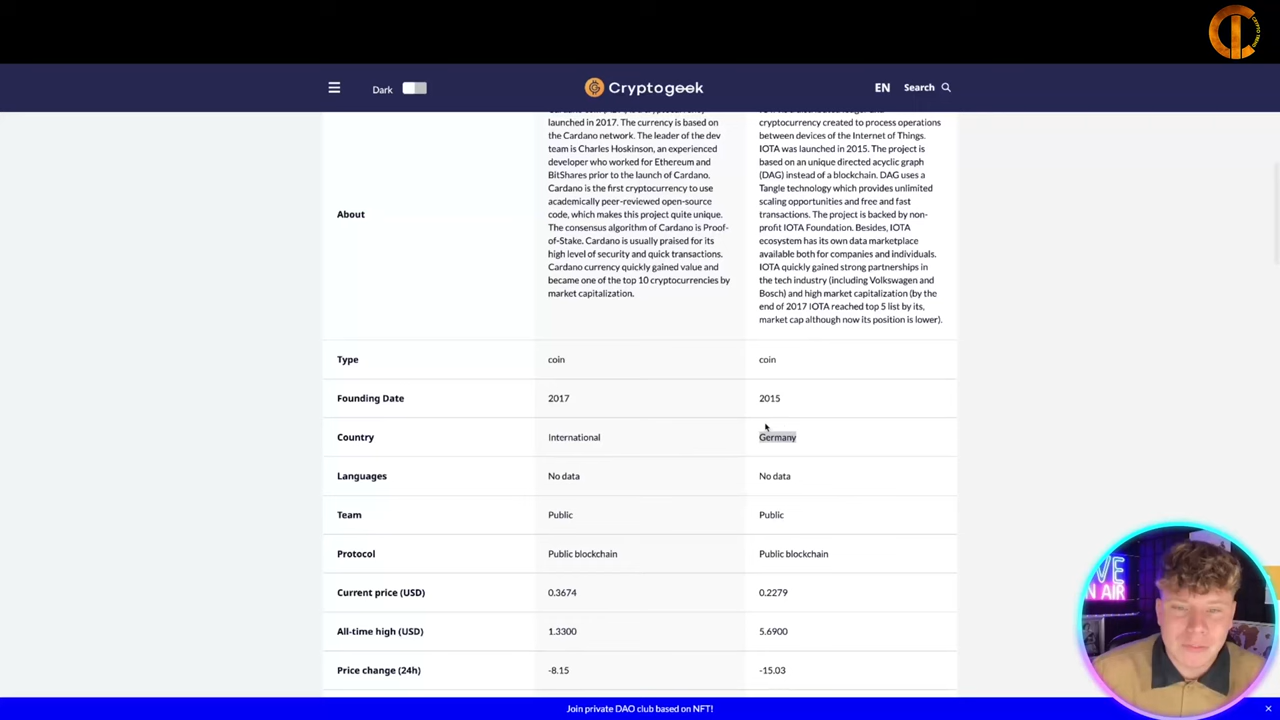 Dark
Cryptogeek
EN
Search
About
launched in 2017. The currency is based on
the Cardano network. The leader of the dev
team is Charles Hoskinson, an experienced
developer who worked for Ethereum and
BitShares prior to the launch of Cardano.
Cardano is the first cryptocurrency to use
academically peer-reviewed open-source
code, which makes this project quite unique.
The consensus algorithm of Cardano is Proof-
of-Stake. Cardano is usually praised for its
high level of security and quick transactions.
Cardano currency quickly gained value and
became one of the top 10 cryptocurrencies by
market capitalization.
cryptocurrency created to process operations
between devices of the Internet of Things.
IOTA was launched in 2015. The project is
based on an unique directed acyclic graph
(DAG) instead of a blockchain. DAG uses a
Tangle technology which provides unlimited
scaling opportunities and free and fast
transactions. The project is backed by non-
profit IOTA Foundation. Besides, IOTA
ecosystem has its own data marketplace
available both for companies and individuals.
IOTA quickly gained strong partnerships in
the tech industry (including Volkswagen and
Bosch) and high market capitalization (by the
end of 2017 IOTA reached top 5 list by its,
market cap although now its position is lower).
Type coin coin
Founding Date 2017 2015
Country International Germany
Languages No data No data
Team Public Public
Protocol Public blockchain Public blockchain
Current price (USD) 0.3674 0.2279
All-time high (USD) 1.3300 5.6900
Price change (24h) -8.15 -15.03
ON AIR
Join private DAO club based on NFT!